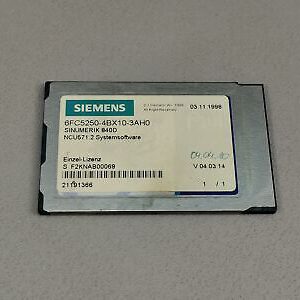 SIEMENS
03.11.1998
6FC5250-4BX10-3AH0
SINUMERIK 840D
NCU571.2 Systemsoftware
Einzel-Lizenz
S F2KNAB00069
V 04.03.14
21101366
1 / 1